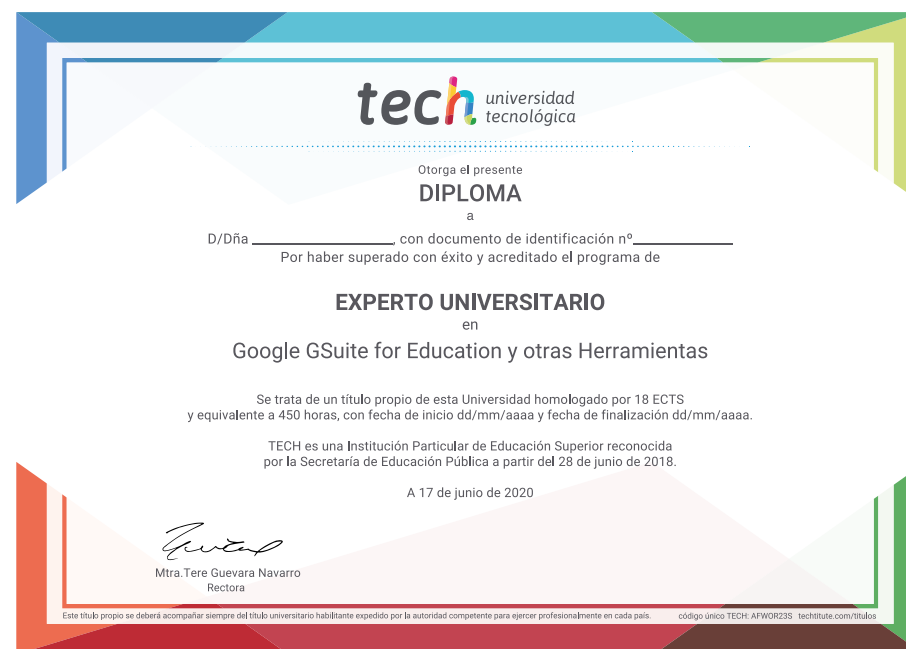 tech universidad
tecnológica
Otorga el presente
DIPLOMA
a
D/Dña ____________________, con documento de identificación nº______________
Por haber superado con éxito y acreditado el programa de
EXPERTO UNIVERSITARIO
en
Google GSuite for Education y otras Herramientas
Se trata de un título propio de esta Universidad homologado por 18 ECTS
y equivalente a 450 horas, con fecha de inicio dd/mm/aaaa y fecha de finalización dd/mm/aaaa.
TECH es una Institución Particular de Educación Superior reconocida
por la Secretaría de Educación Pública a partir del 28 de junio de 2018.
A 17 de junio de 2020
Mtra.Tere Guevara Navarro
Rectora
Este título propio se deberá acompañar siempre del título universitario habilitante expedido por la autoridad competente para ejercer profesionalmente en cada país. código único TECH: AFWOR23S techtitute.com/titulos